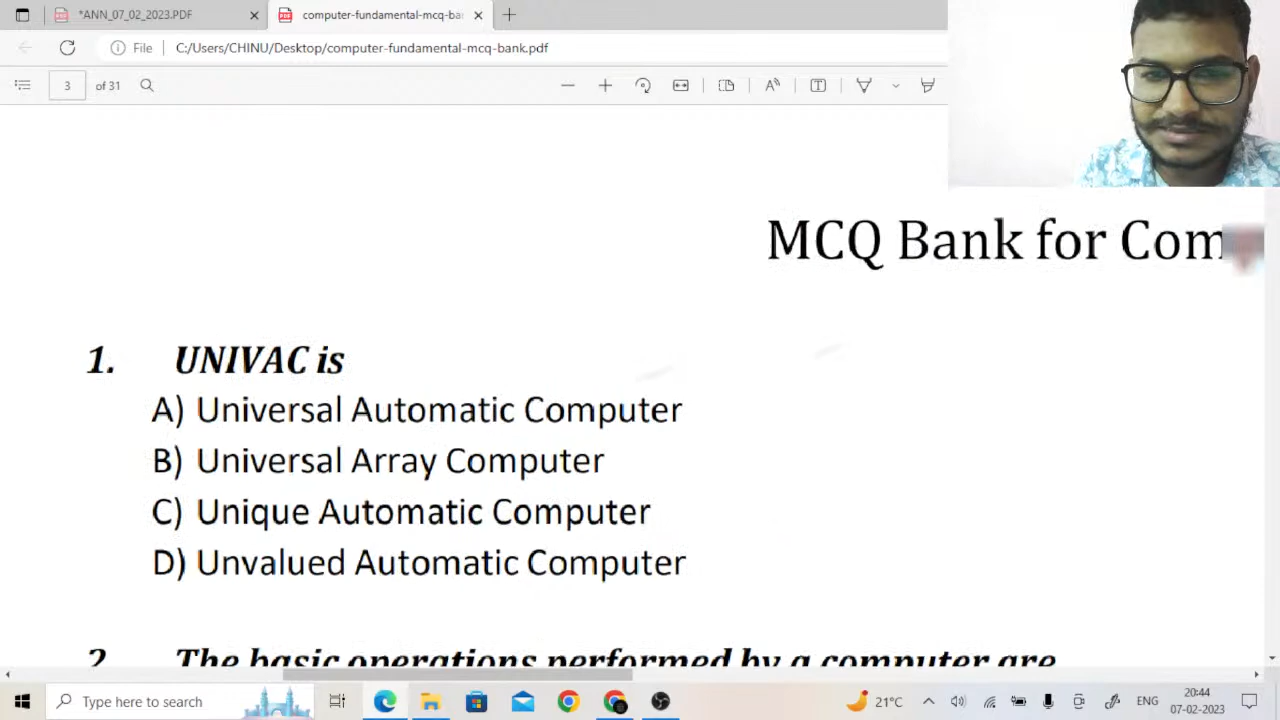 *ANN_07_02_2023.PDF
computer-fundamental-mcq-ba
File C:/Users/CHINU/Desktop/computer-fundamental-mcq-bank.pdf
3 of 31
MCQ Bank for Com
1. UNIVAC is
A) Universal Automatic Computer
B) Universal Array Computer
C) Unique Automatic Computer
D) Unvalued Automatic Computer
2 The basic operations performed by a computer are
Type here to search
21°C
ENG
20:44
07-02-2023